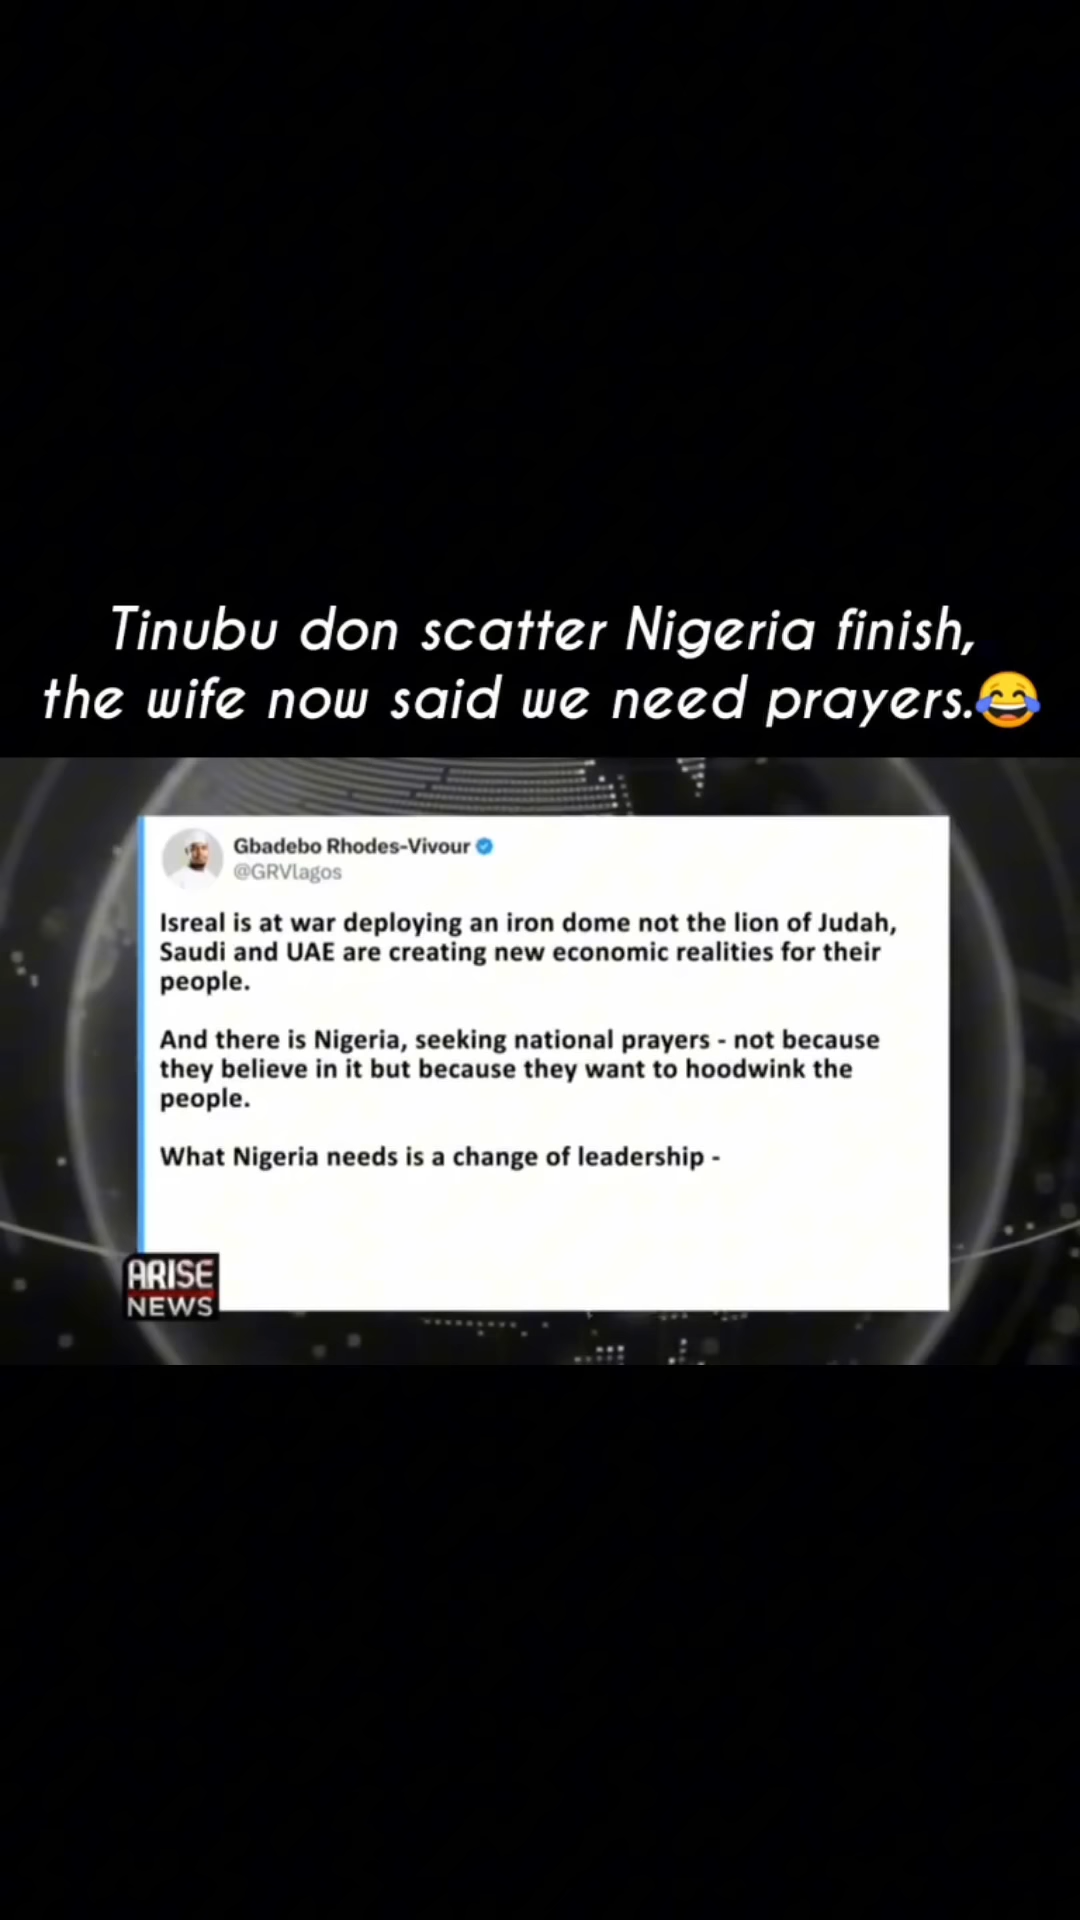 Tinubu don scatter Nigeria finish,
the wife now said we need prayers.😂
Gbadebo Rhodes-Vivour
@GRVlagos
Isreal is at war deploying an iron dome not the lion of Judah,
Saudi and UAE are creating new economic realities for their
people.
And there is Nigeria, seeking national prayers - not because
they believe in it but because they want to hoodwink the
people.
What Nigeria needs is a change of leadership -
ARISE
NEWS